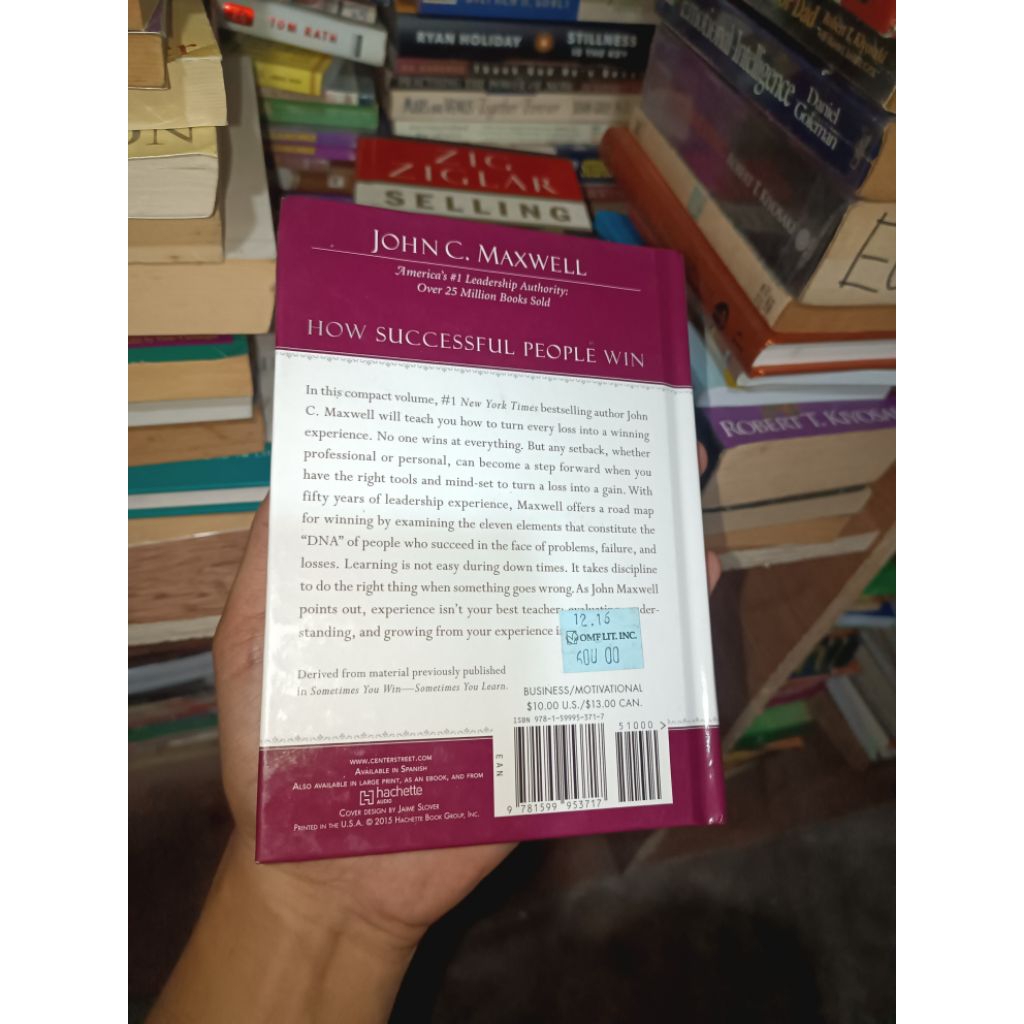 TOM RATH
RYAN HOLIDAY
STILLNESS
IS THE KEY
Together Forever
Emotional Intelligence
Daniel
Goleman
ZIG
ZIGLAR
SELLING
ROBERT T. KIYOSAKI
ROBERT T. KIYOSA
JOHN C. MAXWELL
America's #1 Leadership Authority:
Over 25 Million Books Sold
HOW SUCCESSFUL PEOPLE WIN
In this compact volume, #1 New York Times bestselling author John
C. Maxwell will teach you how to turn every loss into a winning
experience. No one wins at everything. But any setback, whether
professional or personal, can become a step forward when you
have the right tools and mind-set to turn a loss into a gain. With
fifty years of leadership experience, Maxwell offers a road map
for winning by examining the eleven elements that constitute the
"DNA" of people who succeed in the face of problems, failure, and
losses. Learning is not easy during down times. It takes discipline
to do the right thing when something goes wrong. As John Maxwell
points out, experience isn't your best teacher; evaluating, under-
standing, and growing from your experience
12.16
OMFLIT. INC.
400 00
Derived from material previously published
in Sometimes You Win—Sometimes You Learn.
BUSINESS/MOTIVATIONAL
$10.00 U.S./$13.00 CAN.
ISBN 978-1-59995-371-7
51000 >
EAN
9 781599 953717
WWW.CENTERSTREET.COM
AVAILABLE IN SPANISH
ALSO AVAILABLE IN LARGE PRINT, AS AN EBOOK, AND FROM
hachette
AUDIO
COVER DESIGN BY JAIME SLOVER
PRINTED IN THE U.S.A. © 2015 HACHETTE BOOK GROUP, INC.